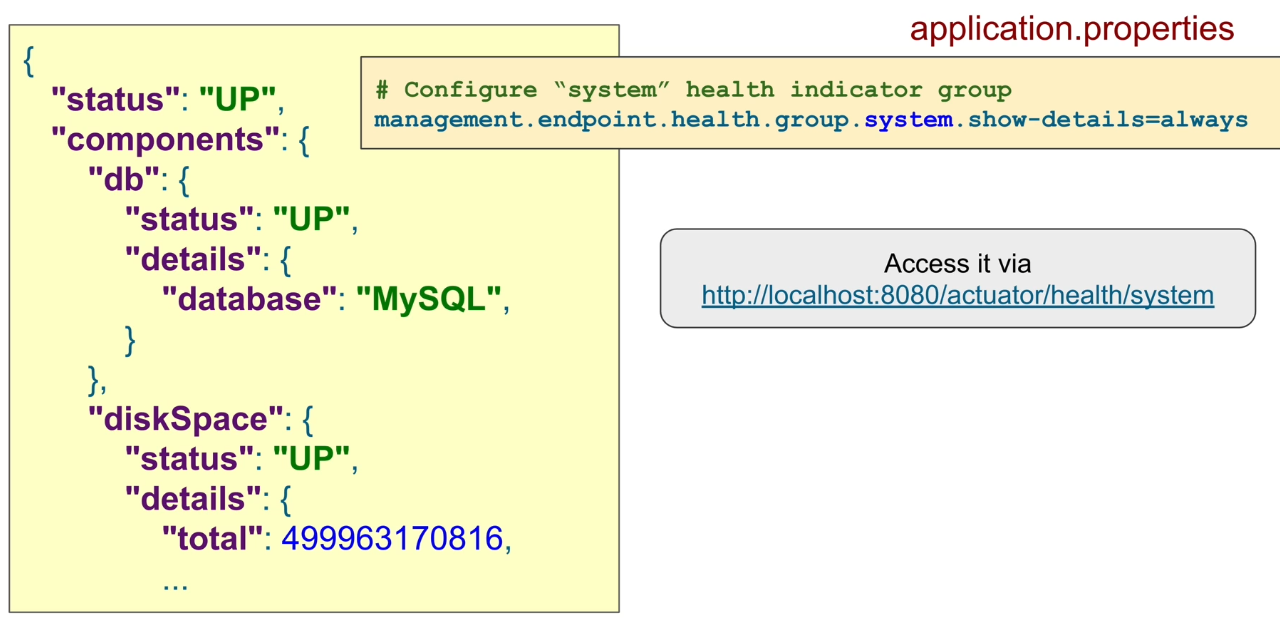 application.properties
# Configure “system” health indicator group
management.endpoint.health.group.system.show-details=always
{
"status": "UP",
"components": {
"db": {
"status": "UP",
"details": {
"database": "MySQL",
}
},
"diskSpace": {
"status": "UP",
"details": {
"total": 499963170816,
...
Access it via
http://localhost:8080/actuator/health/system